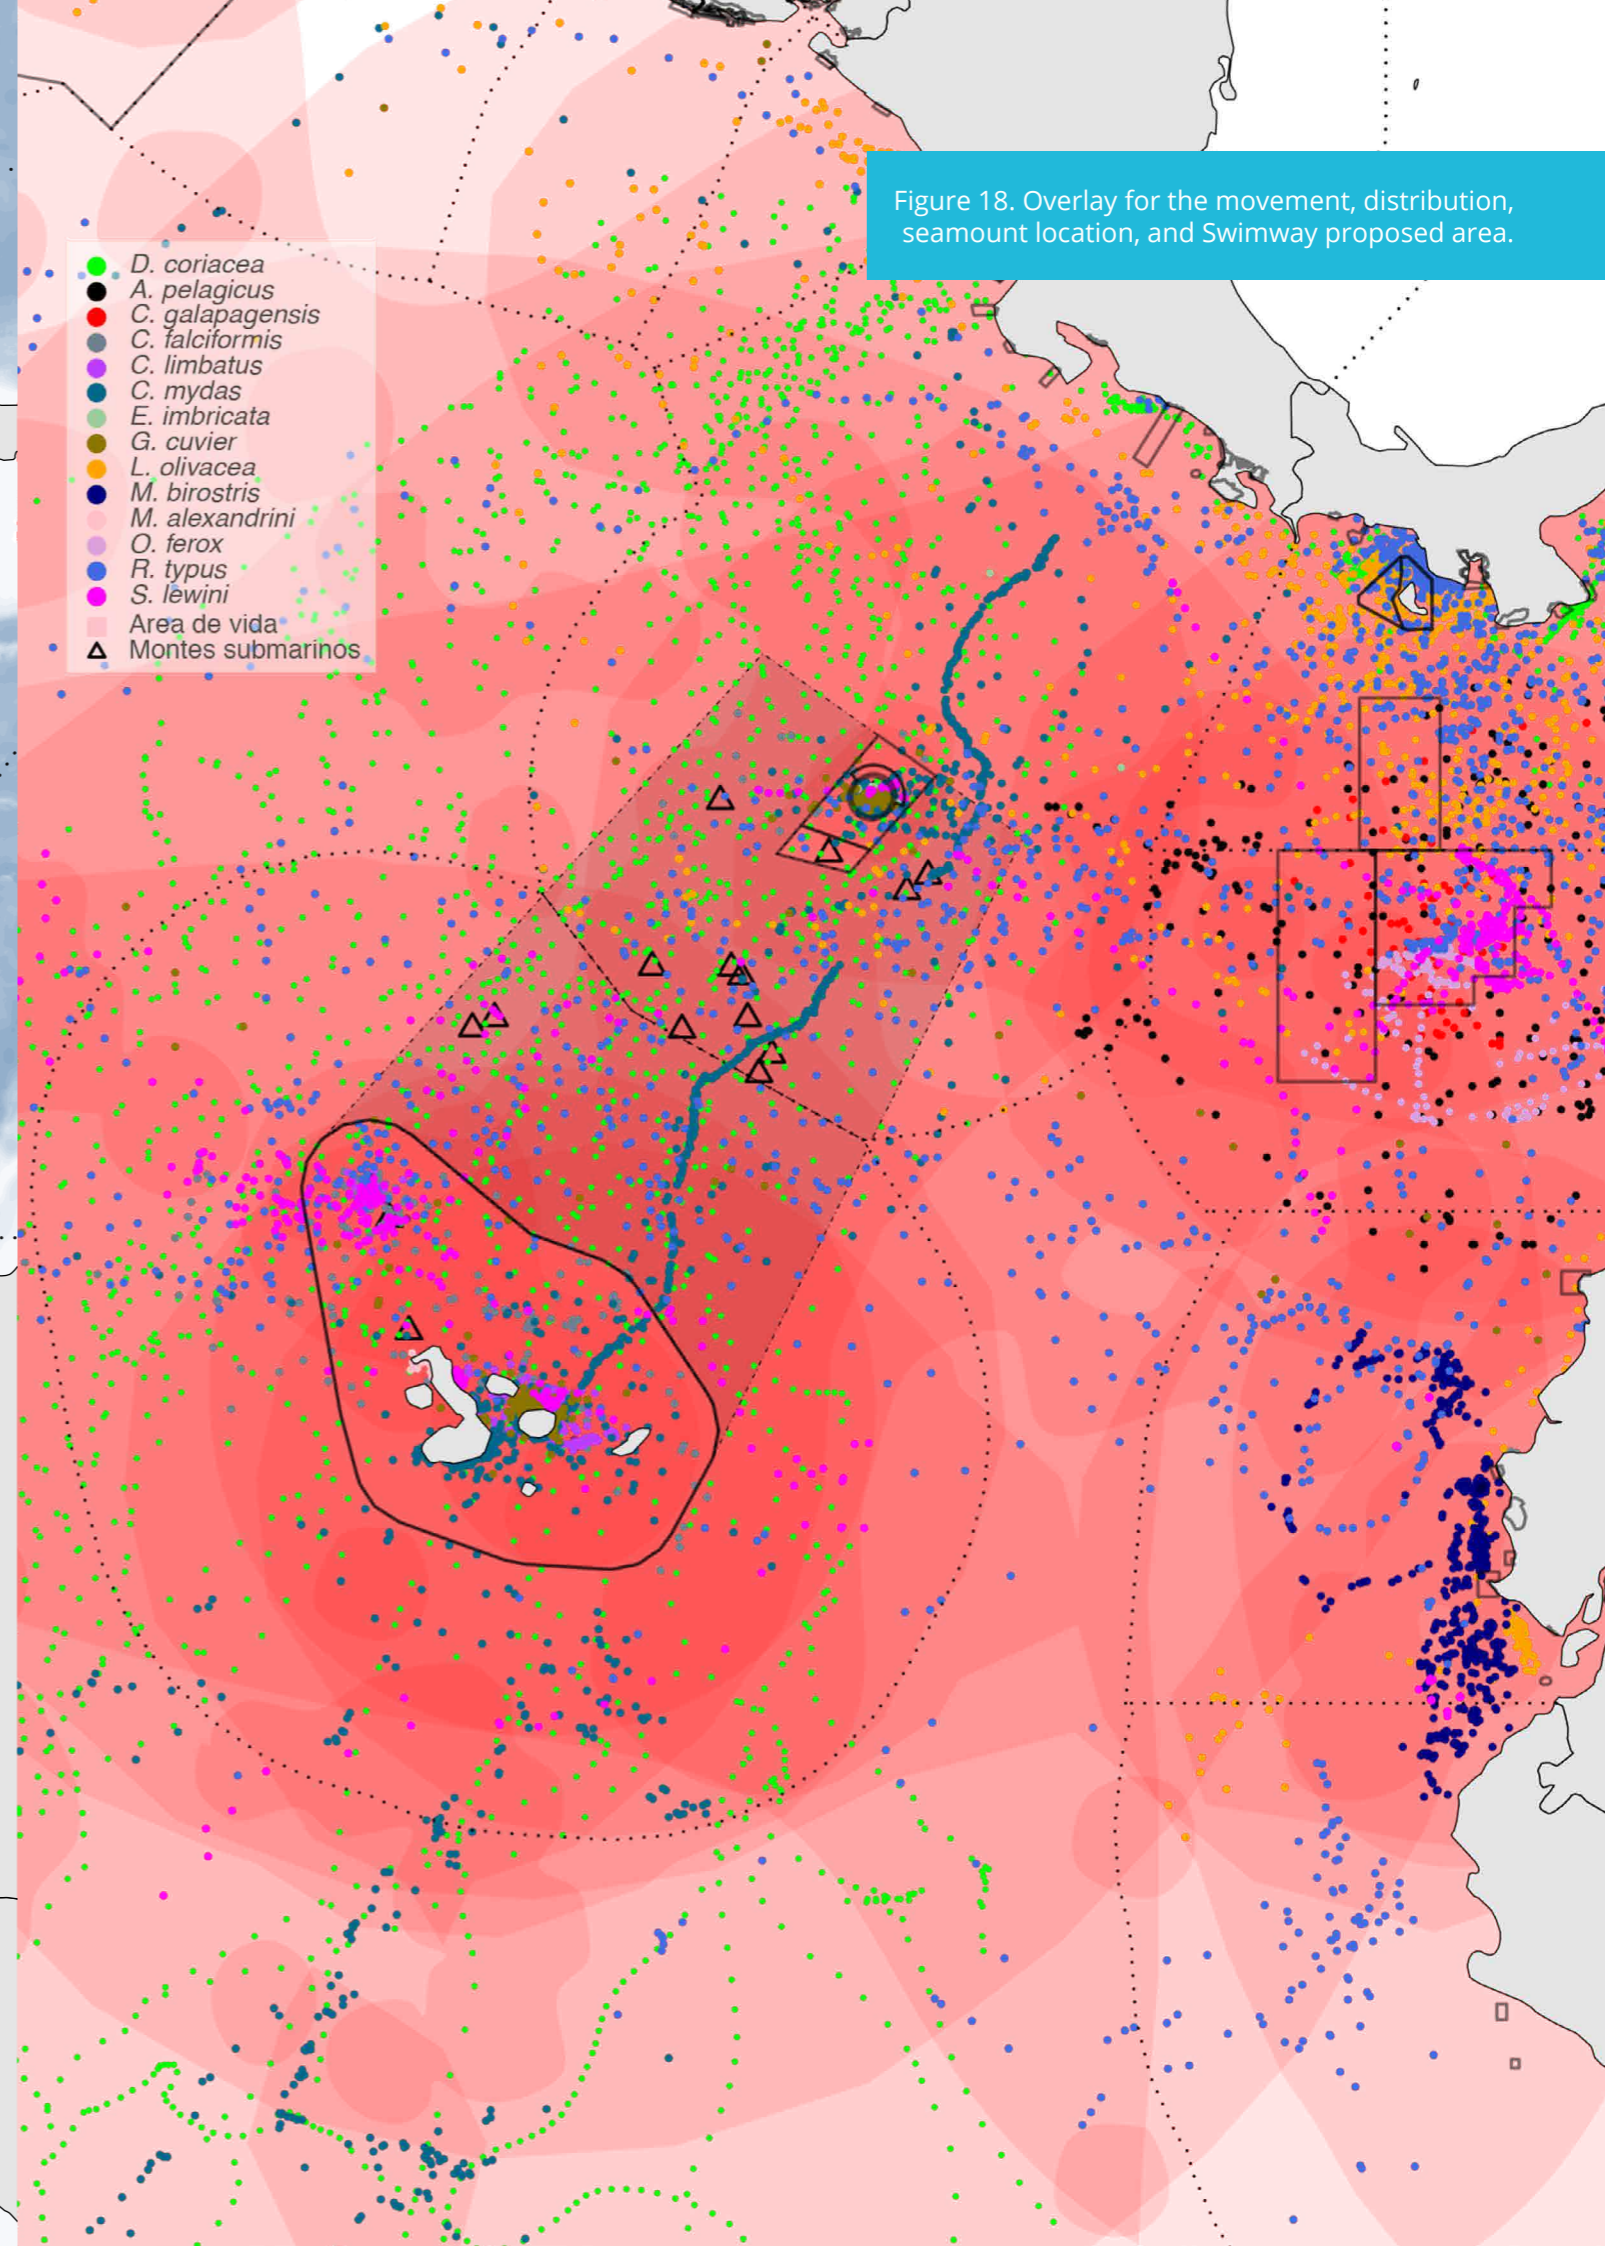 Figure 18. Overlay for the movement, distribution,
seamount location, and Swimway proposed area.
D. coriacea
A. pelagicus
C. galapagensis
C. falciformis
C. limbatus
C. mydas
E. imbricata
G. cuvier
L. olivacea
M. birostris
M. alexandrini
O. ferox
R. typus
S. lewini
Area de vida
Montes submarinos